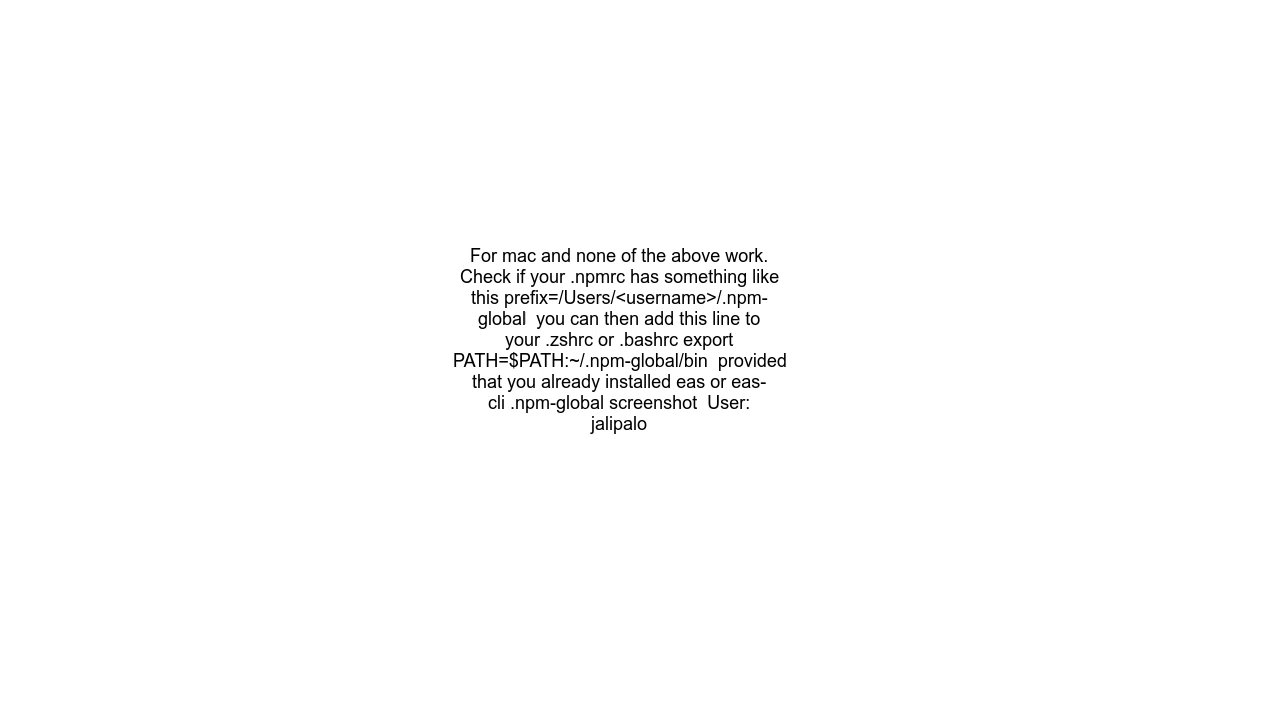 For mac and none of the above work.
Check if your .npmrc has something like
this prefix=/Users/<username>/.npm-
global  you can then add this line to
your .zshrc or .bashrc export
PATH=$PATH:~/.npm-global/bin  provided
that you already installed eas or eas-
cli .npm-global screenshot  User:
jalipalo